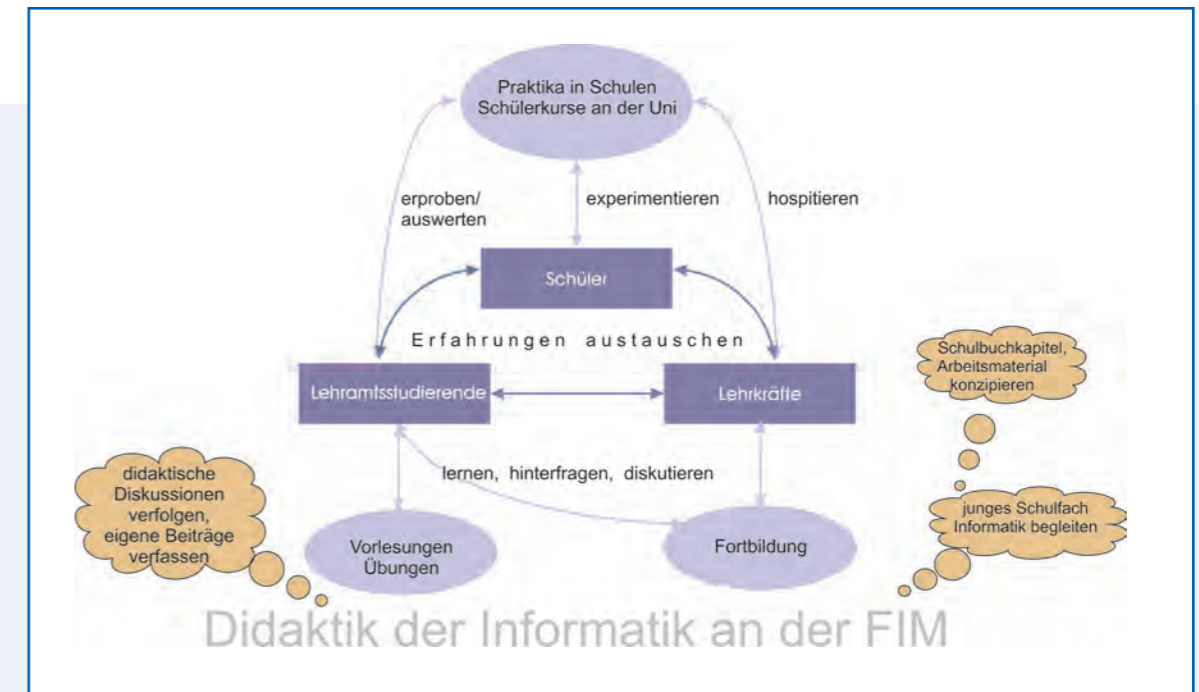 Praktika in Schulen
Schülerkurse an der Uni
erproben/
auswerten
experimentieren
hospitieren
Schüler
Erfahrungen austauschen
Schulbuchkapitel,
Arbeitsmaterial
konzipieren
Lehramtsstudierende
Lehrkräfte
lernen, hinterfragen, diskutieren
didaktische
Diskussionen
verfolgen,
eigene Beiträge
verfassen
junges Schulfach
Informatik begleiten
Vorlesungen
Übungen
Fortbildung
Didaktik der Informatik an der FIM